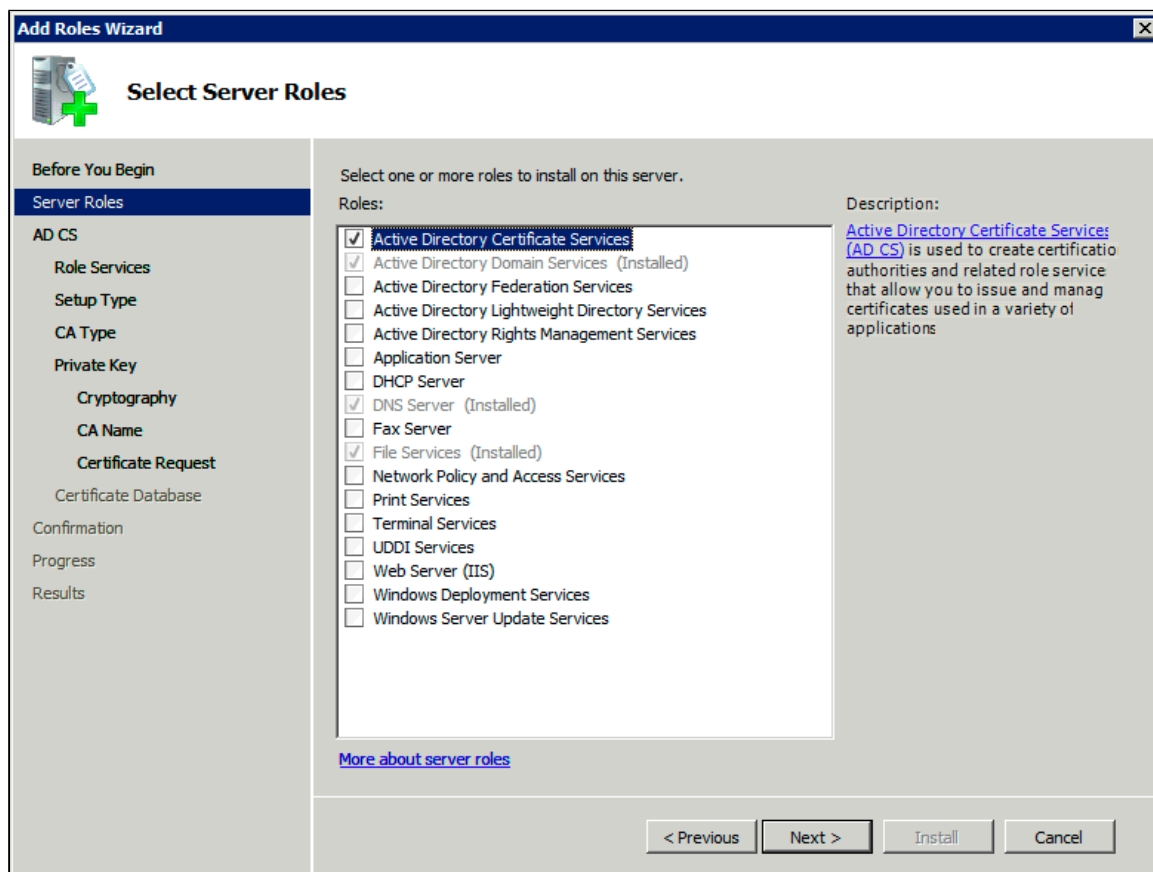 Add Roles Wizard
Select Server Roles
Before You Begin
Server Roles
AD CS
Role Services
Setup Type
CA Type
Private Key
Cryptography
CA Name
Certificate Request
Certificate Database
Confirmation
Progress
Results
Select one or more roles to install on this server.
Roles:
Active Directory Certificate Services
Active Directory Domain Services (Installed)
Active Directory Federation Services
Active Directory Lightweight Directory Services
Active Directory Rights Management Services
Application Server
DHCP Server
DNS Server (Installed)
Fax Server
File Services (Installed)
Network Policy and Access Services
Print Services
Terminal Services
UDDI Services
Web Server (IIS)
Windows Deployment Services
Windows Server Update Services
More about server roles
Description:
Active Directory Certificate Services
(AD CS) is used to create certificatio
authorities and related role service
that allow you to issue and manag
certificates used in a variety of
applications
< Previous
Next >
Install
Cancel